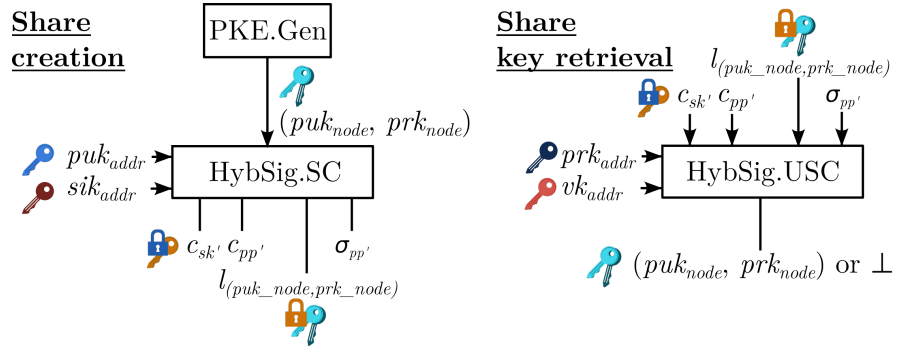 Share
creation
PKE.Gen
(puk_node, prk_node)
puk_addr
sik_addr
HybSig.SC
c_sk' c_pp' σ_pp'
l_(puk_node,prk_node)
Share
key retrieval
l_(puk_node,prk_node)
c_sk' c_pp' σ_pp'
prk_addr
vk_addr
HybSig.USC
(puk_node, prk_node) or ⊥